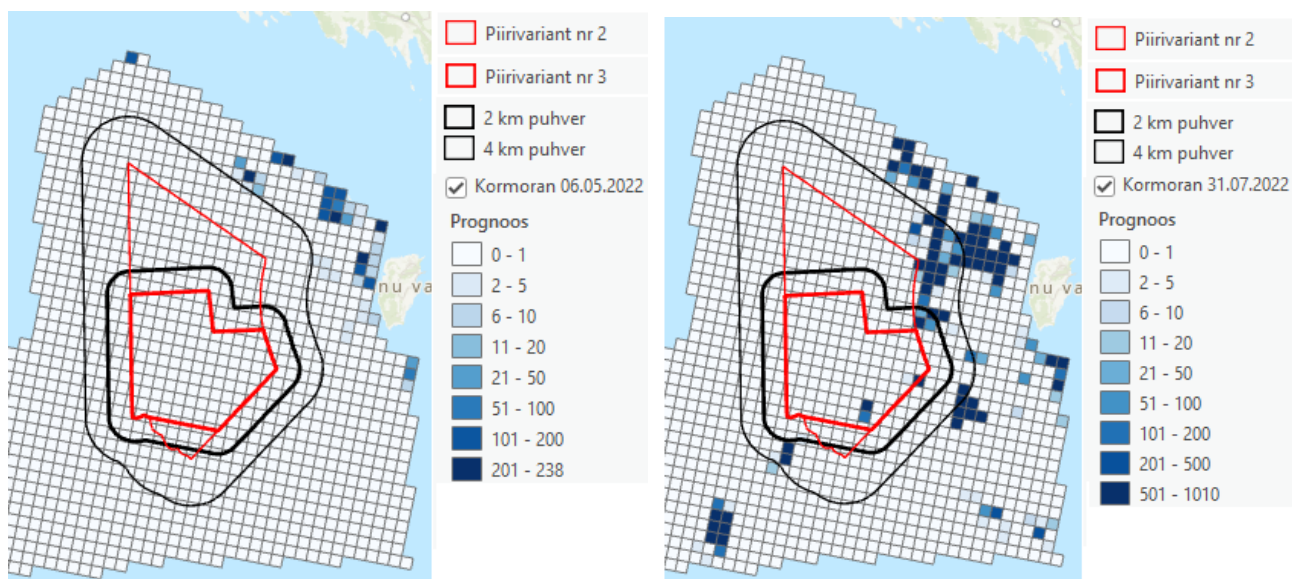 Piirivariant nr 2
Piirivariant nr 3
2 km puhver
4 km puhver
Kormoran 06.05.2022
Prognoos
0 - 1
2 - 5
6 - 10
11 - 20
21 - 50
51 - 100
101 - 200
201 - 238
nu va
Piirivariant nr 2
Piirivariant nr 3
2 km puhver
4 km puhver
Kormoran 31.07.2022
Prognoos
0 - 1
2 - 5
6 - 10
11 - 20
21 - 50
51 - 100
101 - 200
201 - 500
501 - 1010
nu va